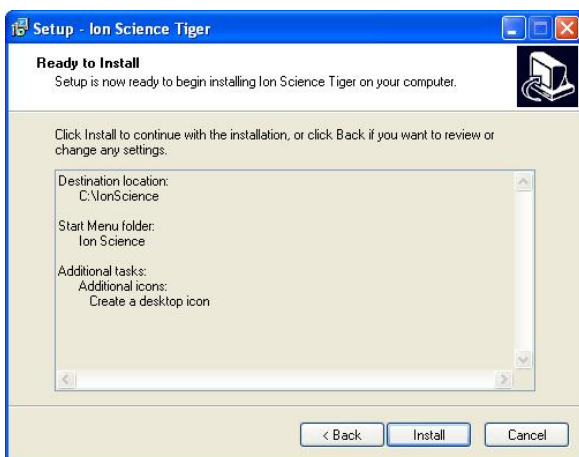 Setup - Ion Science Tiger
Ready to Install
Setup is now ready to begin installing Ion Science Tiger on your computer.
Click Install to continue with the installation, or click Back if you want to review or
change any settings.
Destination location:
C:\IonScience
Start Menu folder:
Ion Science
Additional tasks:
Additional icons:
Create a desktop icon
< Back
Install
Cancel